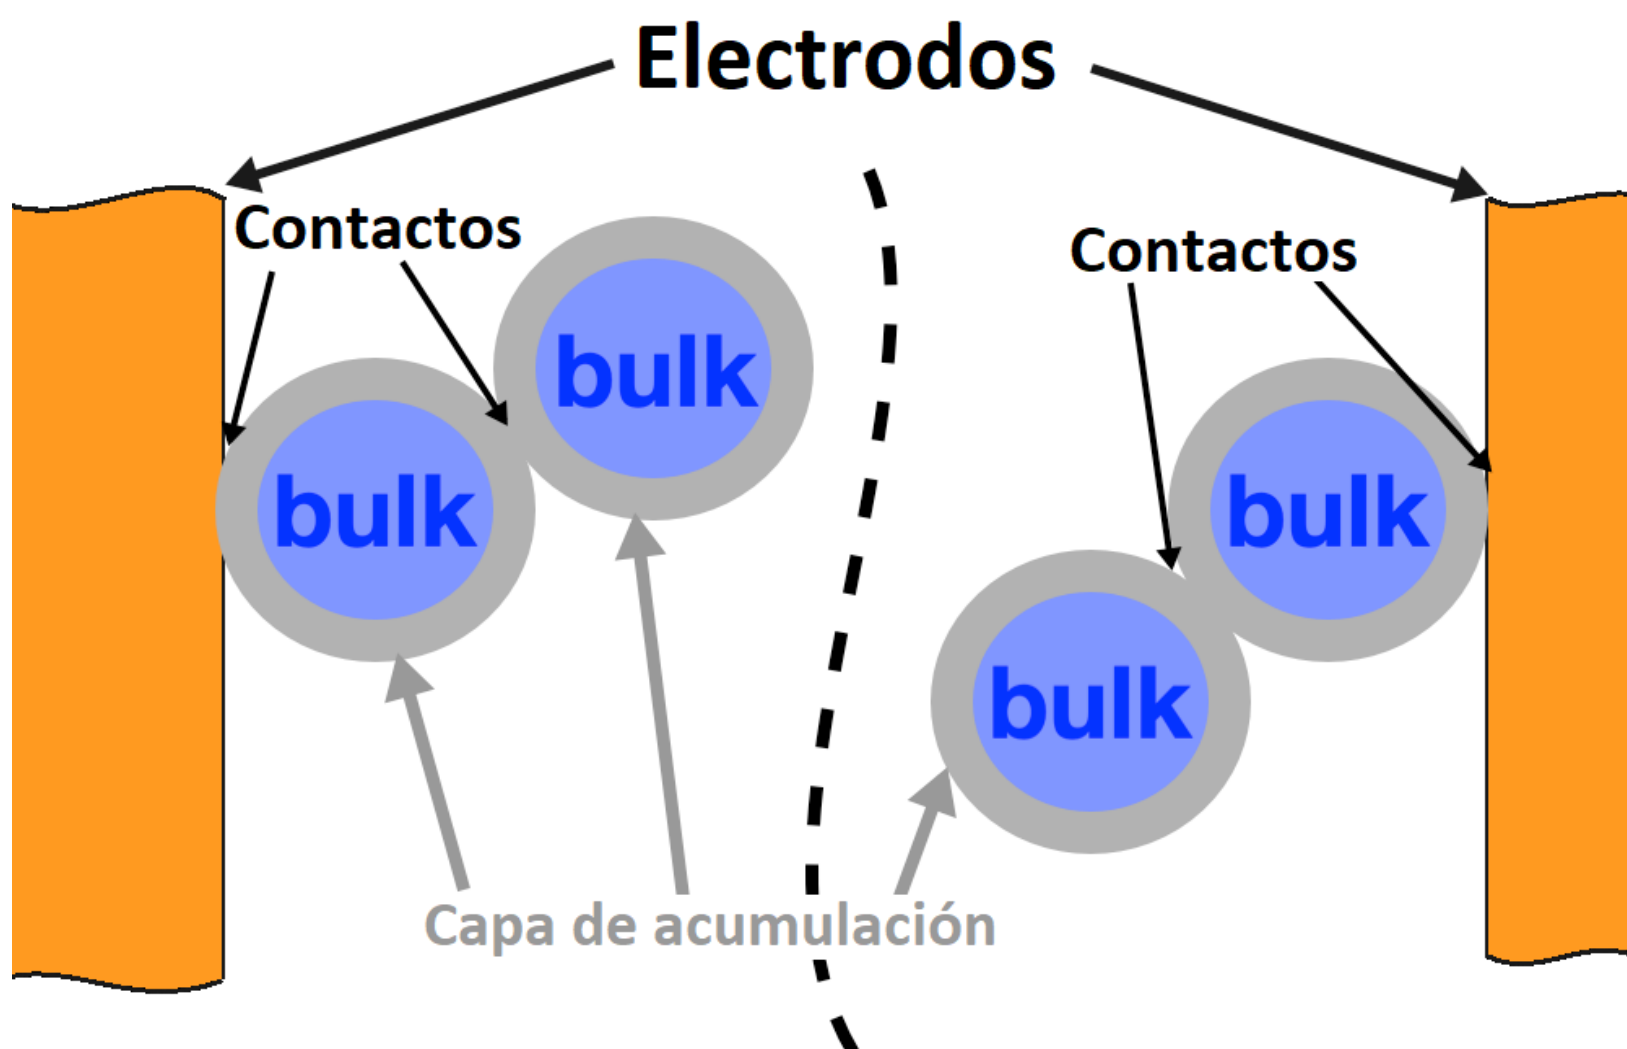 Electrodos
Contactos
Contactos
bulk
bulk
bulk
bulk
Capa de acumulación